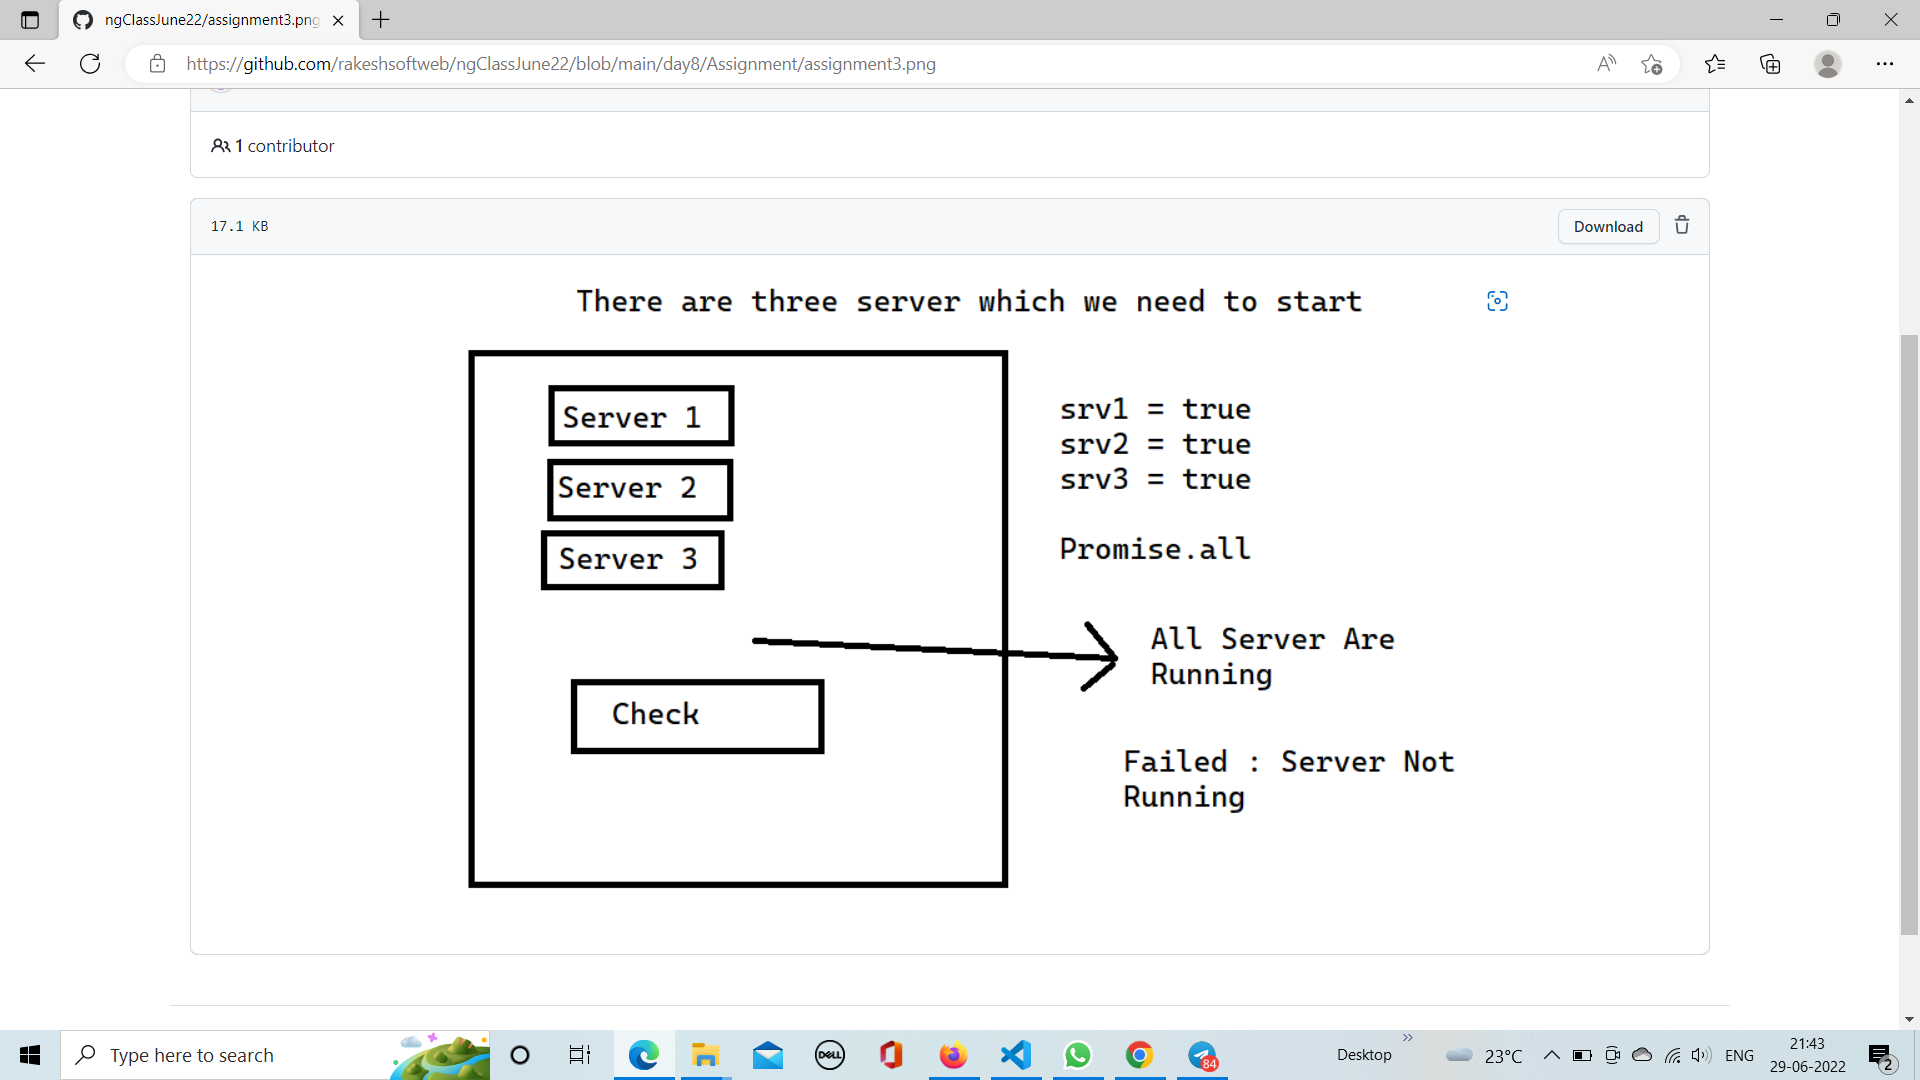 ngClassJune22/assignment3.png
https://github.com/rakeshsoftweb/ngClassJune22/blob/main/day8/Assignment/assignment3.png
1 contributor
17.1 KB
Download
There are three server which we need to start
Server 1
Server 2
Server 3
Check
srv1 = true
srv2 = true
srv3 = true
Promise.all
All Server Are
Running
Failed : Server Not
Running
Type here to search
DELL
84
Desktop
23°C
ENG
21:43
29-06-2022
2